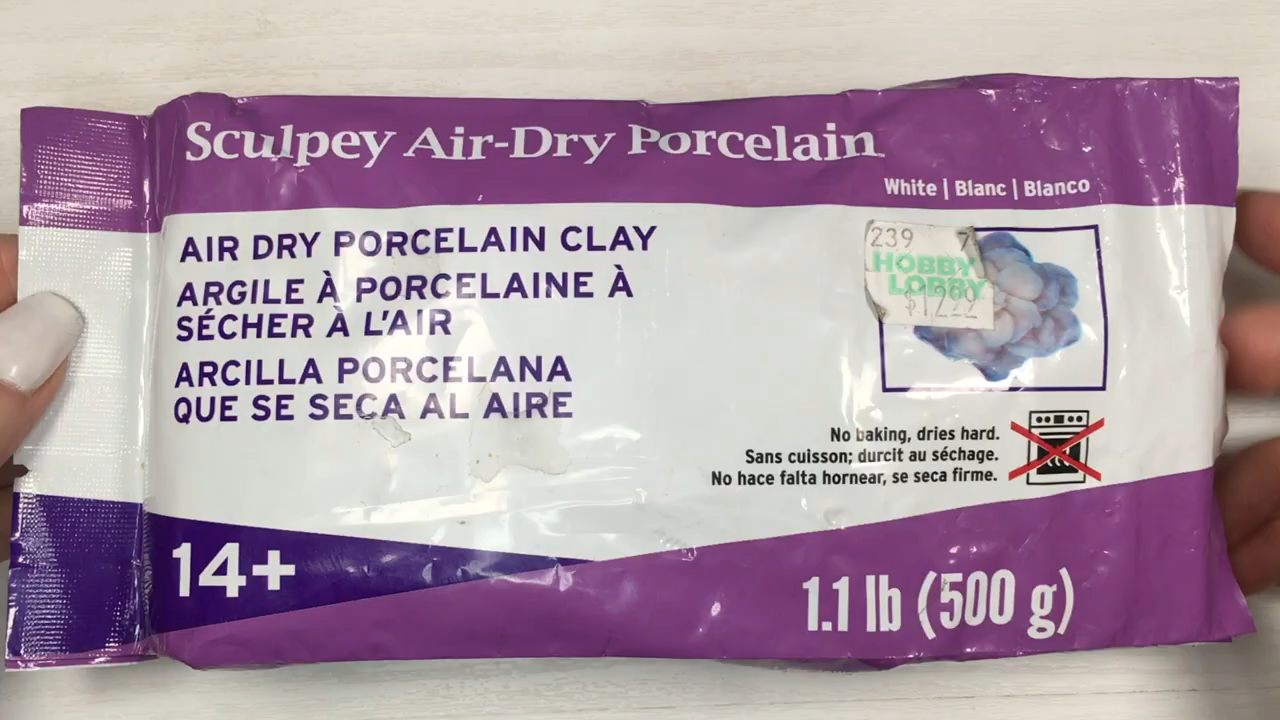 Sculpey Air-Dry Porcelain
White | Blanc | Blanco
AIR DRY PORCELAIN CLAY
ARGILE À PORCELAINE À
SÉCHER À L'AIR
ARCILLA PORCELANA
QUE SE SECA AL AIRE
239 7
HOBBY
LOBBY
No baking, dries hard.
Sans cuisson; durcit au séchage.
No hace falta hornear, se seca firme.
14+
1.1 lb (500 g)